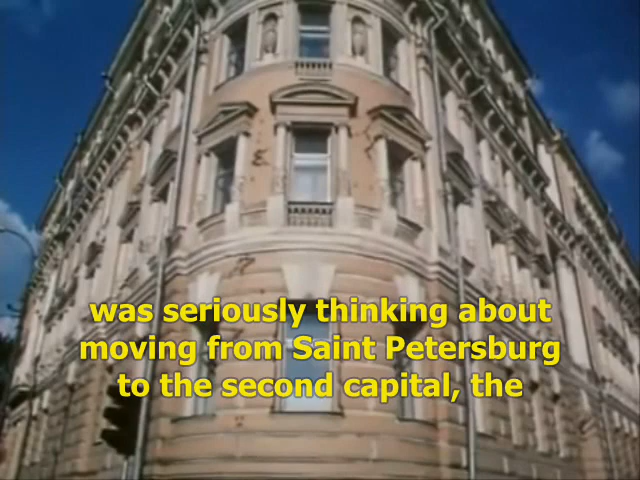 was seriously thinking about
moving from Saint Petersburg
to the second capital, the